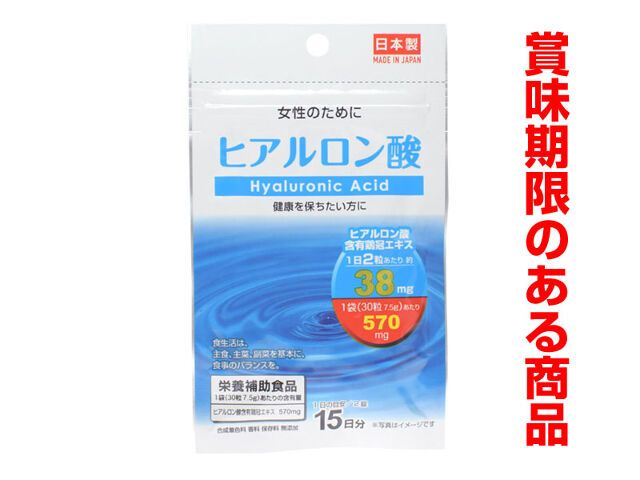 日本製
MADE IN JAPAN
女性のために
ヒアルロン酸
Hyaluronic Acid
健康を保ちたい方に
ヒアルロン酸
含有鶏冠エキス
1日2粒あたり 約
38mg
1袋(30粒 7.5g)あたり
570
mg
食生活は、
主食、主菜、副菜を基本に、
食事のバランスを。
栄養補助食品
1袋(30粒 7.5g)あたりの含有量
ヒアルロン酸含有鶏冠エキス 570mg
合成着色料 香料 保存料 無添加
1日の目安 2粒
15日分
※写真はイメージです
賞味期限のある商品